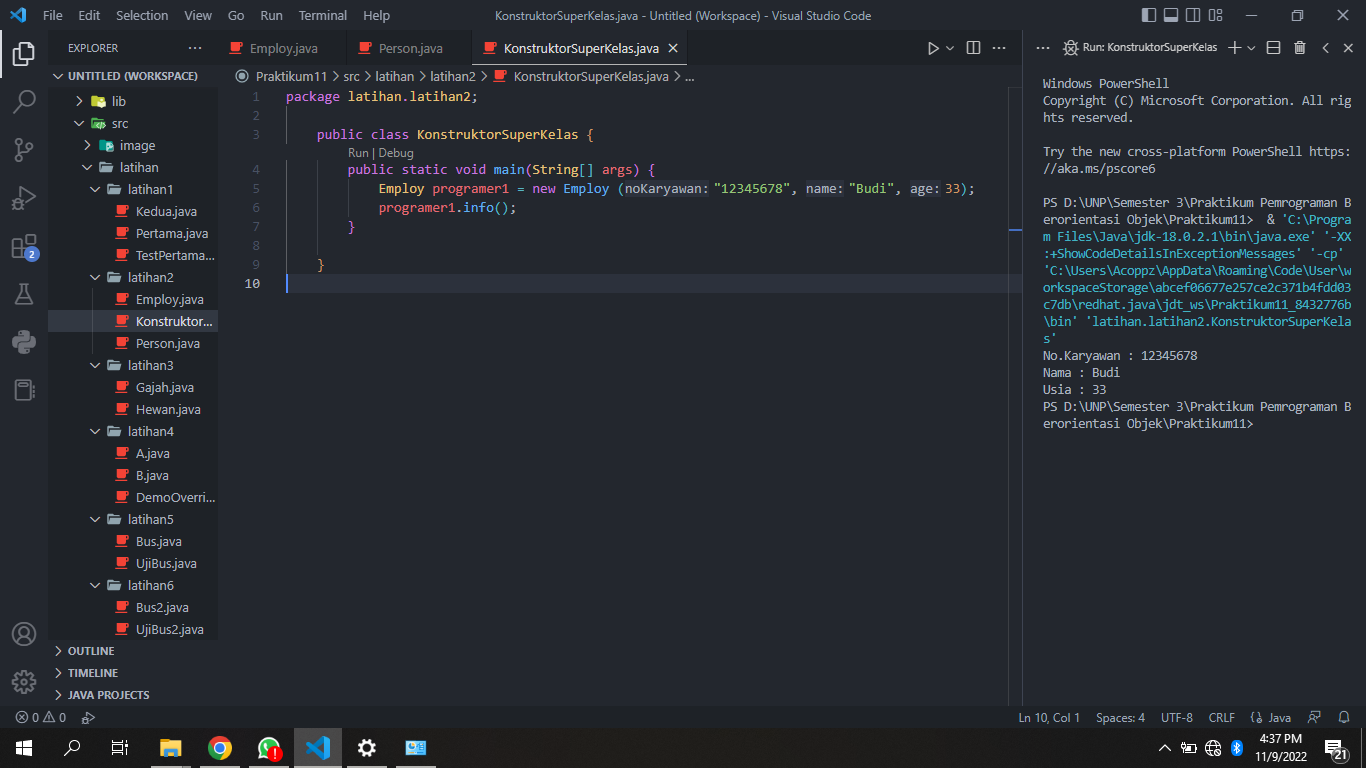 File Edit Selection View Go Run Terminal Help
KonstruktorSuperKelas.java - Untitled (Workspace) - Visual Studio Code
EXPLORER ...
UNTITLED (WORKSPACE)
lib
src
image
latihan
latihan1
Kedua.java
Pertama.java
TestPertama...
latihan2
Employ.java
Konstruktor...
Person.java
latihan3
Gajah.java
Hewan.java
latihan4
A.java
B.java
DemoOverri...
latihan5
Bus.java
UjiBus.java
latihan6
Bus2.java
UjiBus2.java
OUTLINE
TIMELINE
JAVA PROJECTS
2
Employ.java Person.java KonstruktorSuperKelas.java
Praktikum11 > src > latihan > latihan2 > KonstruktorSuperKelas.java > ...
1 package latihan.latihan2;
2
3 public class KonstruktorSuperKelas {
Run | Debug
4 public static void main(String[] args) {
5 Employ programer1 = new Employ (noKaryawan: "12345678", name: "Budi", age: 33);
6 programer1.info();
7 }
8
9 }
10
... Run: KonstruktorSuperKelas
Windows PowerShell
Copyright (C) Microsoft Corporation. All rig
hts reserved.
Try the new cross-platform PowerShell https:
//aka.ms/pscore6
PS D:\UNP\Semester 3\Praktikum Pemrograman B
erorientasi Objek\Praktikum11>  & 'C:\Progra
m Files\Java\jdk-18.0.2.1\bin\java.exe' '-XX
:+ShowCodeDetailsInExceptionMessages' '-cp'
'C:\Users\Acoppz\AppData\Roaming\Code\User\w
orkspaceStorage\abcef06677e257ce2c371b4fdd03
c7db\redhat.java\jdt_ws\Praktikum11_8432776b
\bin' 'latihan.latihan2.KonstruktorSuperKela
s'
No.Karyawan : 12345678
Nama : Budi
Usia : 33
PS D:\UNP\Semester 3\Praktikum Pemrograman B
erorientasi Objek\Praktikum11>
0 0
Ln 10, Col 1 Spaces: 4 UTF-8 CRLF {} Java
4:37 PM
11/9/2022
21